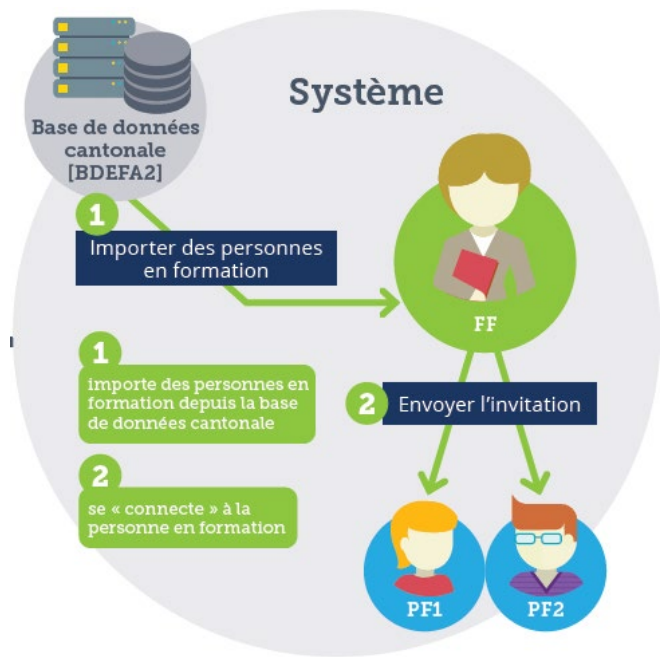 Système
Base de données
cantonale
[BDEFA2]
1
Importer des personnes
en formation
FF
1
importe des personnes en
formation depuis la base
de données cantonale
2
Envoyer l’invitation
2
se « connecte » à la
personne en formation
PF1
PF2